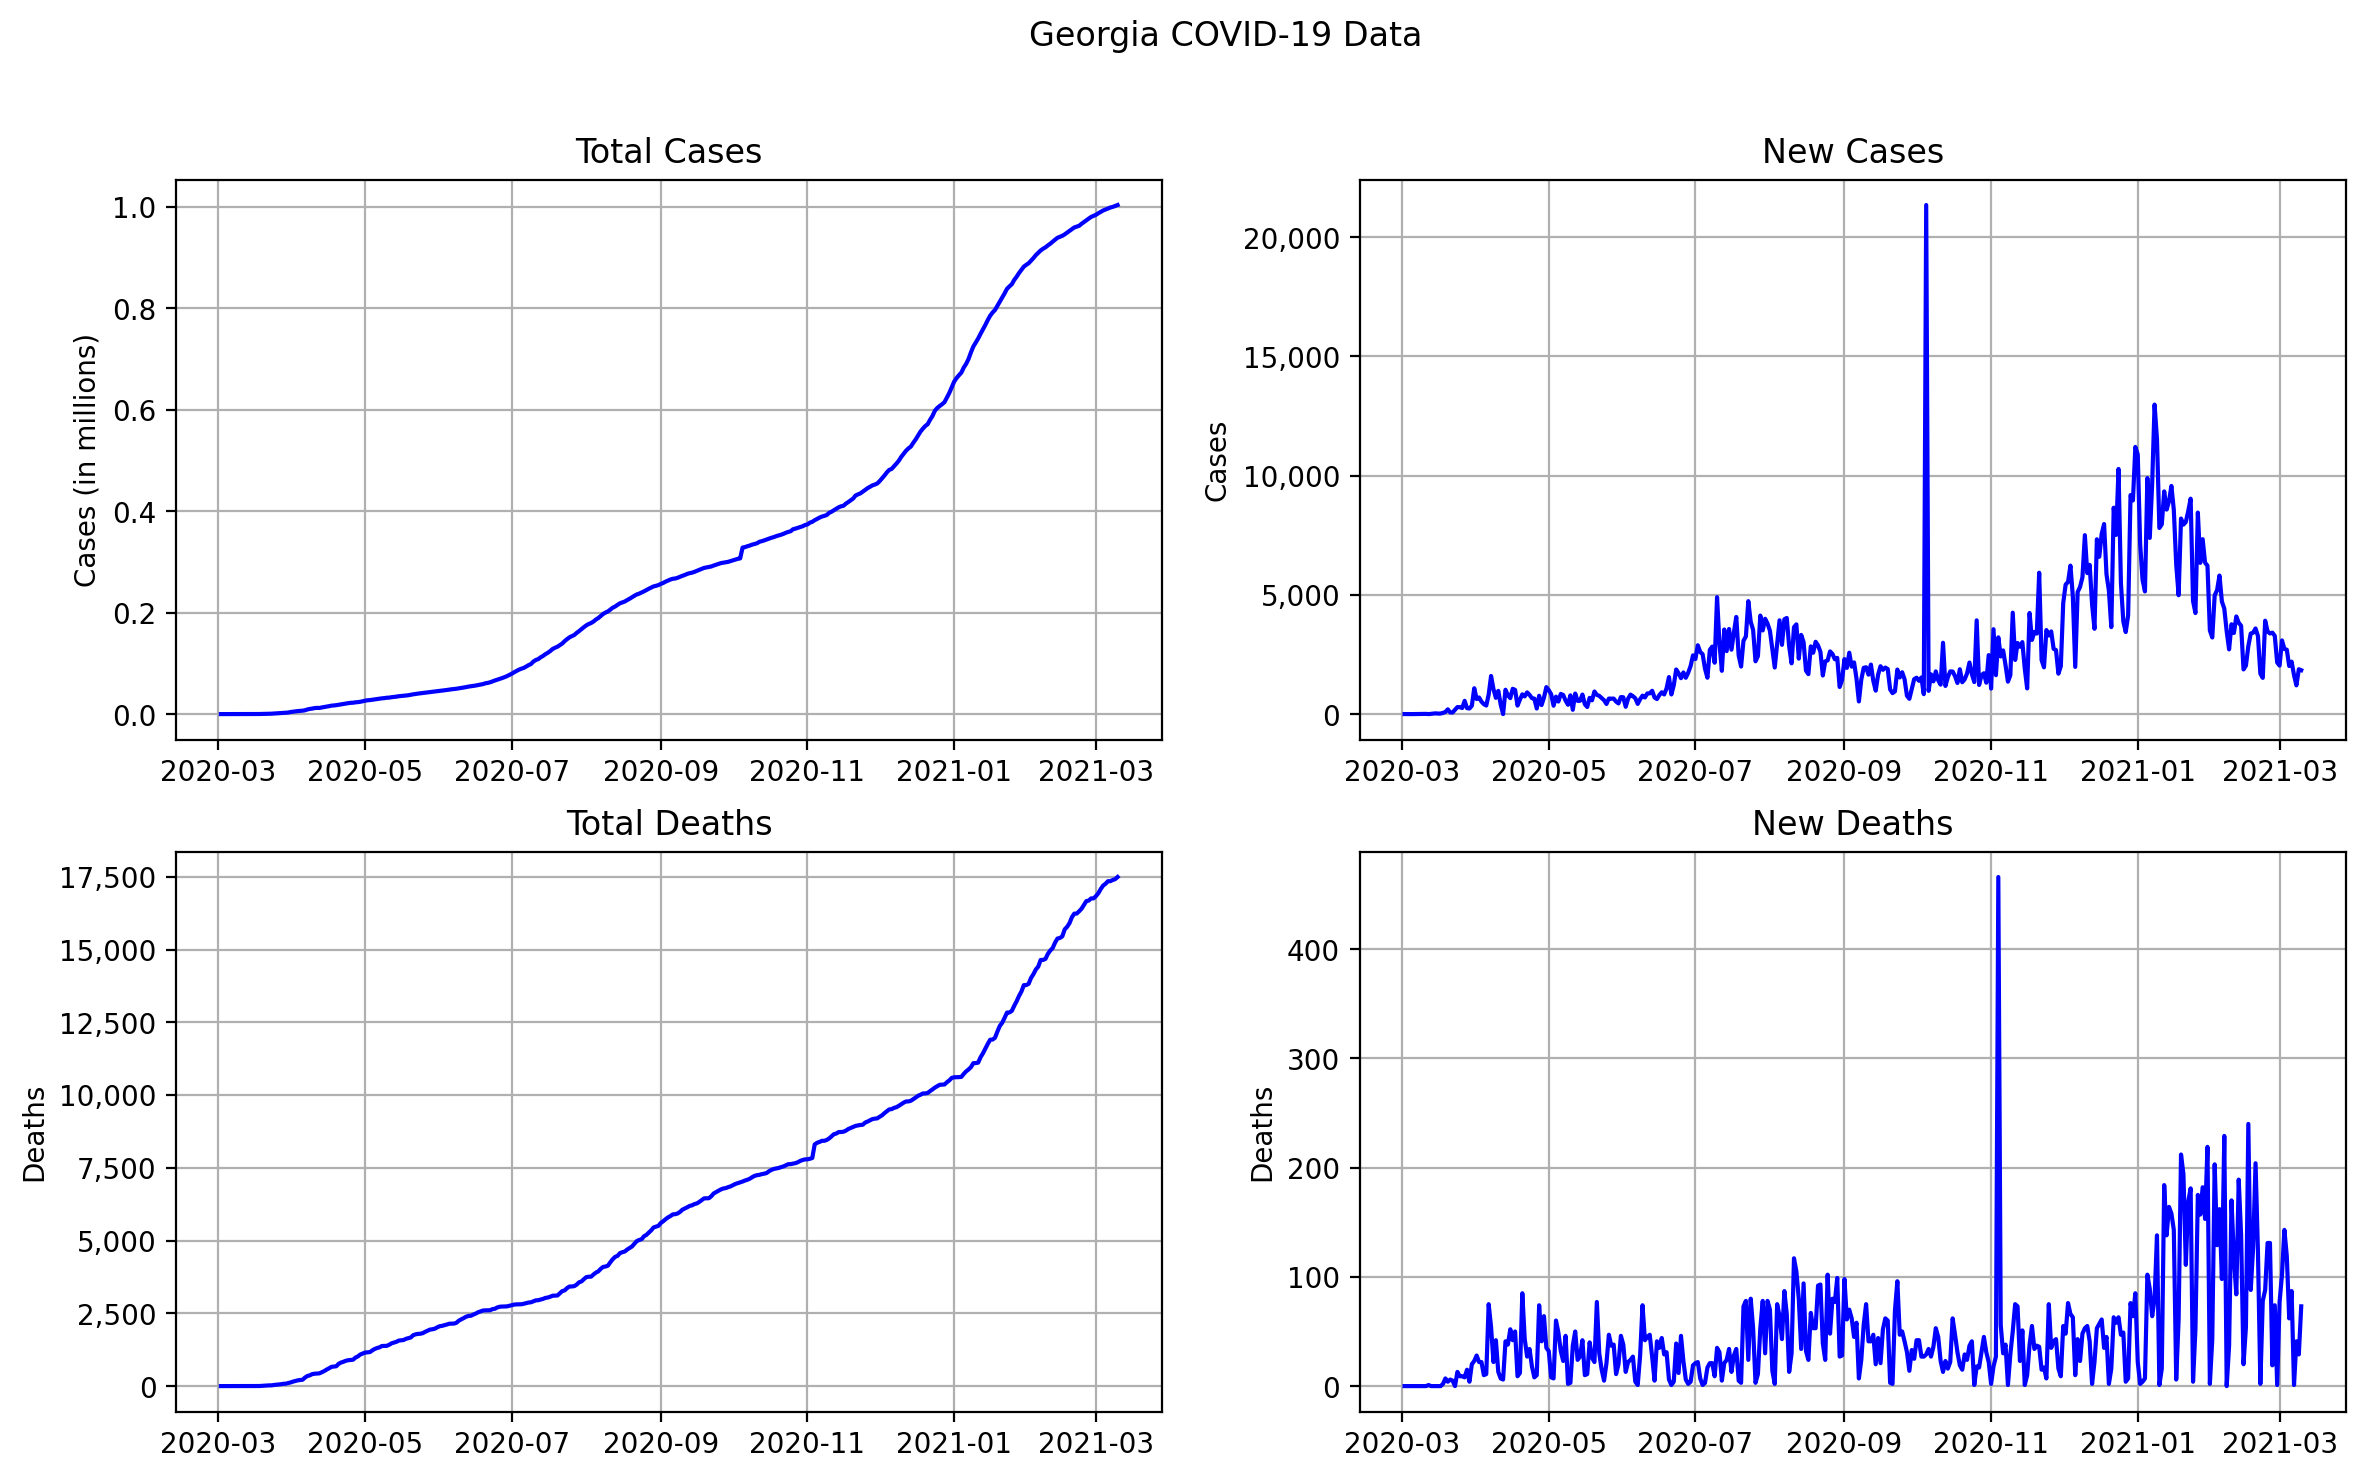 Georgia COVID-19 Data
Total Cases
Cases (in millions)
1.0
0.8
0.6
0.4
0.2
0.0
2020-03 2020-05 2020-07 2020-09 2020-11 2021-01 2021-03
New Cases
Cases
20,000
15,000
10,000
5,000
0
2020-03 2020-05 2020-07 2020-09 2020-11 2021-01 2021-03
Total Deaths
Deaths
17,500
15,000
12,500
10,000
7,500
5,000
2,500
0
2020-03 2020-05 2020-07 2020-09 2020-11 2021-01 2021-03
New Deaths
Deaths
400
300
200
100
0
2020-03 2020-05 2020-07 2020-09 2020-11 2021-01 2021-03